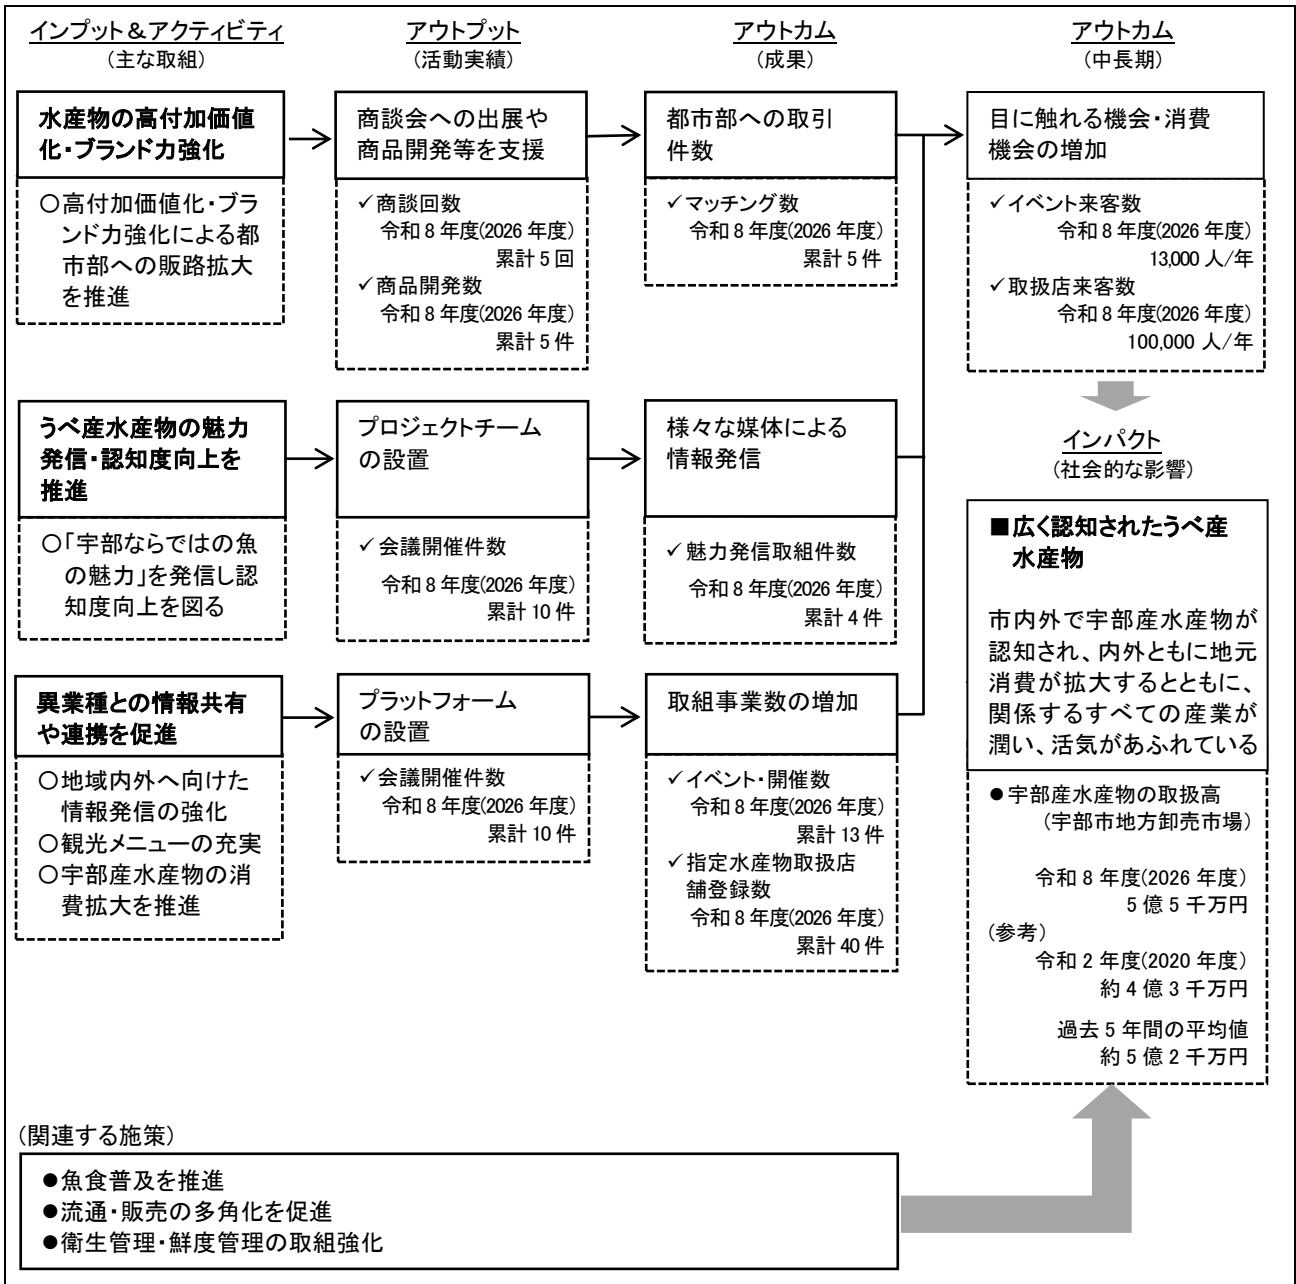 インプット＆アクティビティ
(主な取組)
アウトプット
(活動実績)
アウトカム
(成果)
アウトカム
(中長期)
水産物の高付加価値
化・ブランド力強化
〇高付加価値化・ブラ
ンド力強化による都
市部への販路拡大
を推進
商談会への出展や
商品開発等を支援
✓商談回数
令和 8 年度(2026 年度)
累計 5 回
✓商品開発数
令和 8 年度(2026 年度)
累計 5 件
都市部への取引
件数
✓マッチング数
令和 8 年度(2026 年度)
累計 5 件
目に触れる機会・消費
機会の増加
✓イベント来客数
令和 8 年度(2026 年度)
13,000 人/年
✓取扱店来客数
令和 8 年度(2026 年度)
100,000 人/年
うべ産水産物の魅力
発信・認知度向上を
推進
〇「宇部ならではの魚
の魅力」を発信し認
知度向上を図る
プロジェクトチーム
の設置
✓会議開催件数
令和 8 年度(2026 年度)
累計 10 件
様々な媒体による
情報発信
✓魅力発信取組件数
令和 8 年度(2026 年度)
累計 4 件
インパクト
(社会的な影響)
■広く認知されたうべ産
水産物
市内外で宇部産水産物が
認知され、内外ともに地元
消費が拡大するとともに、
関係するすべての産業が
潤い、活気があふれている
●宇部産水産物の取扱高
(宇部市地方卸売市場)
令和 8 年度(2026 年度)
5 億 5 千万円
(参考)
令和 2 年度(2020 年度)
約 4 億 3 千万円
過去 5 年間の平均値
約 5 億 2 千万円
異業種との情報共有
や連携を促進
〇地域内外へ向けた
情報発信の強化
〇観光メニューの充実
〇宇部産水産物の消
費拡大を推進
プラットフォーム
の設置
✓会議開催件数
令和 8 年度(2026 年度)
累計 10 件
取組事業数の増加
✓イベント・開催数
令和 8 年度(2026 年度)
累計 13 件
✓指定水産物取扱店
舗登録数
令和 8 年度(2026 年度)
累計 40 件
(関連する施策)
●魚食普及を推進
●流通・販売の多角化を促進
●衛生管理・鮮度管理の取組強化